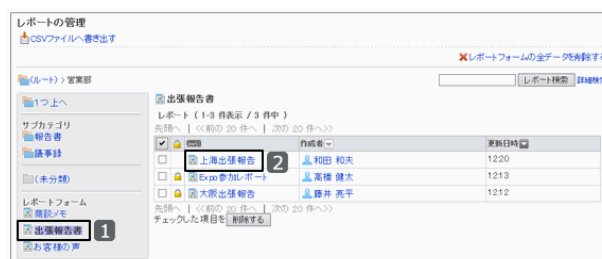 レポートの管理
CSVファイルへ書き出す
レポートフォームの全データを削除する
(ルート) > 営業部
レポート検索 詳細検索
1つ上へ
サブカテゴリ
報告書
議事録
(未分類)
レポートフォーム
商談メモ
出張報告書 1
お客様の声
出張報告書
レポート ( 1-3 件表示 / 3 件中 )
先頭へ | <<前の 20 件へ | 次の 20 件へ>>
作成者 更新日時
上海出張報告 2 和田 和夫 12:20
Expo参加レポート 高橋 健太 12:13
大阪出張報告 藤井 亮平 12:12
先頭へ | <<前の 20 件へ | 次の 20 件へ>>
チェックした項目を 削除する